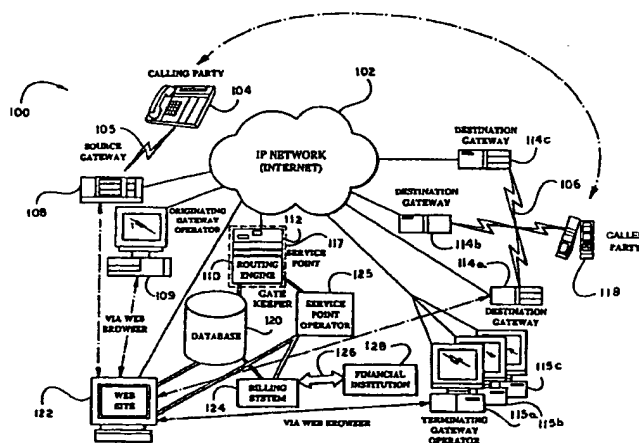 CALLING PARTY
102
100
104
105
SOURCE
GATEWAY
IP NETWORK
(INTERNET)
DESTINATION
GATEWAY
114c
106
108
ORIGINATING GATEWAY
OPERATOR
112
117
DESTINATION
GATEWAY
114b
CALLED
PARTY
118
110
ROUTING
ENGINE
SERVICE
POINT
125
114a
109
GATE
KEEPER
DESTINATION
GATEWAY
VIA WEB
BROWSER
DATABASE
120
SERVICE
POINT
OPERATOR
126
128
122
WEB
SITE
BILLING
SYSTEM
FINANCIAL
INSTITUTION
124
115c
115a
115b
VIA WEB BROWSER
TERMINATING GATEWAY
OPERATOR